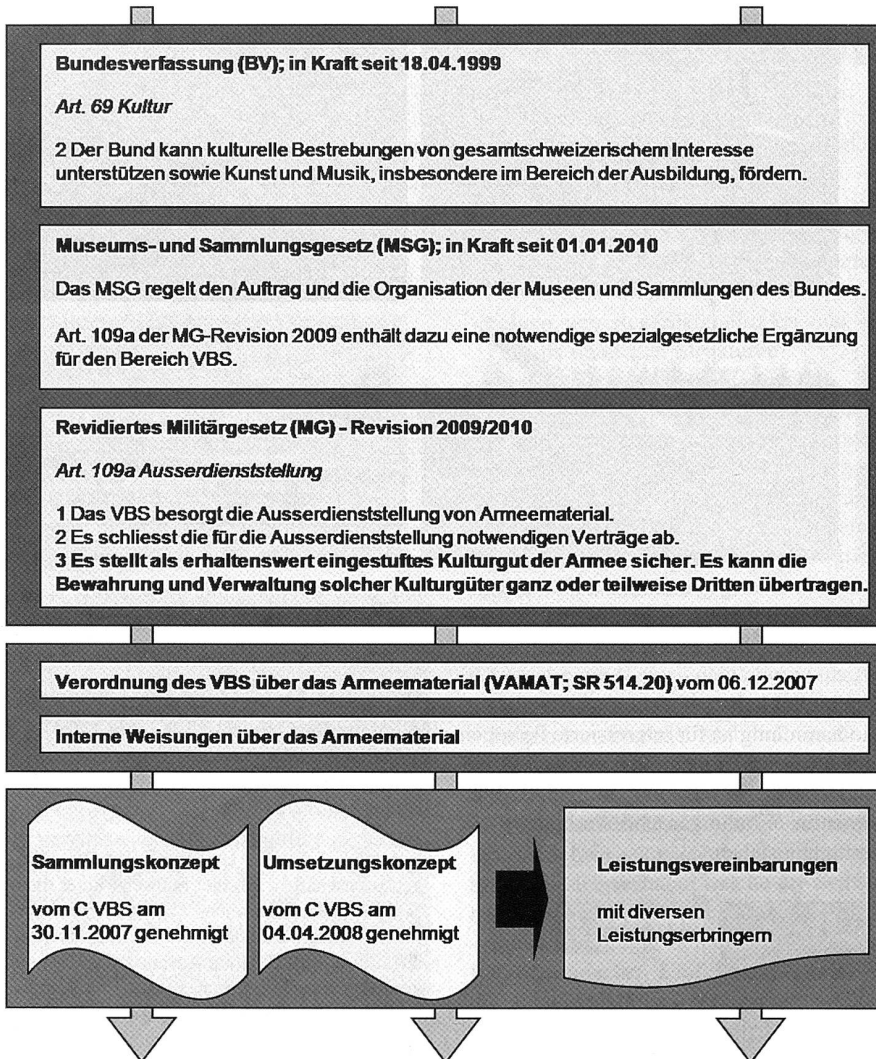 Bundesverfassung (BV); in Kraft seit 18.04.1999
Art. 69 Kultur
2 Der Bund kann kulturelle Bestrebungen von gesamtschweizerischem Interesse
unterstützen sowie Kunst und Musik, insbesondere im Bereich der Ausbildung, fördern.
Museums- und Sammlungsgesetz (MSG); in Kraft seit 01.01.2010
Das MSG regelt den Auftrag und die Organisation der Museen und Sammlungen des Bundes.
Art. 109a der MG-Revision 2009 enthält dazu eine notwendige spezialgesetzliche Ergänzung
für den Bereich VBS.
Revidiertes Militärgesetz (MG) - Revision 2009/2010
Art. 109a Ausserdienststellung
1 Das VBS besorgt die Ausserdienststellung von Armeematerial.
2 Es schliesst die für die Ausserdienststellung notwendigen Verträge ab.
3 Es stellt als erhaltenswert eingestuftes Kulturgut der Armee sicher. Es kann die
Bewahrung und Verwaltung solcher Kulturgüter ganz oder teilweise Dritten übertragen.
Verordnung des VBS über das Armeematerial (VAMAT; SR 514.20) vom 06.12.2007
Interne Weisungen über das Armeematerial
Sammlungskonzept
vom C VBS am
30.11.2007 genehmigt
Umsetzungskonzept
vom C VBS am
04.04.2008 genehmigt
Leistungsvereinbarungen
mit diversen
Leistungserbringern